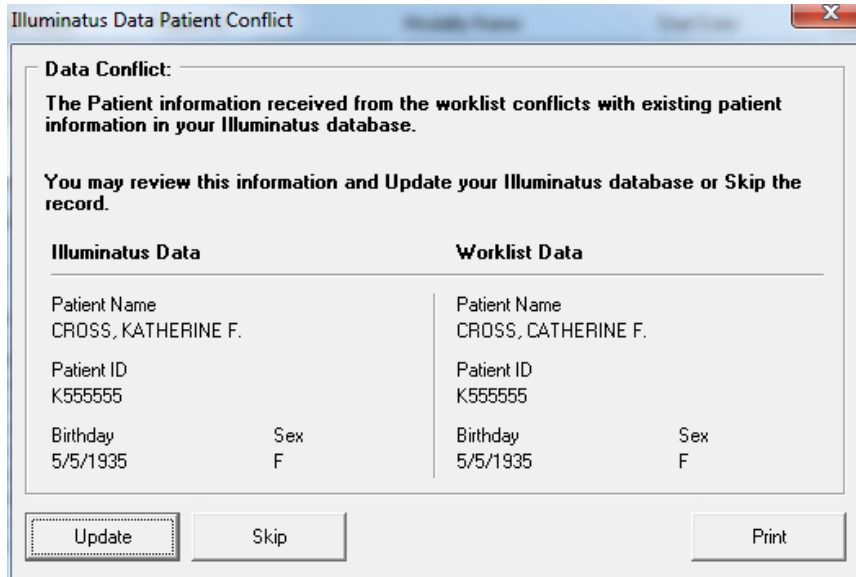 Illuminatus Data Patient Conflict
Data Conflict:
The Patient information received from the worklist conflicts with existing patient
information in your Illuminatus database.
You may review this information and Update your Illuminatus database or Skip the
record.
Illuminatus Data
Worklist Data
Patient Name
CROSS, KATHERINE F.
Patient ID
K555555
Birthday Sex
5/5/1935 F
Patient Name
CROSS, CATHERINE F.
Patient ID
K555555
Birthday Sex
5/5/1935 F
Update
Skip
Print